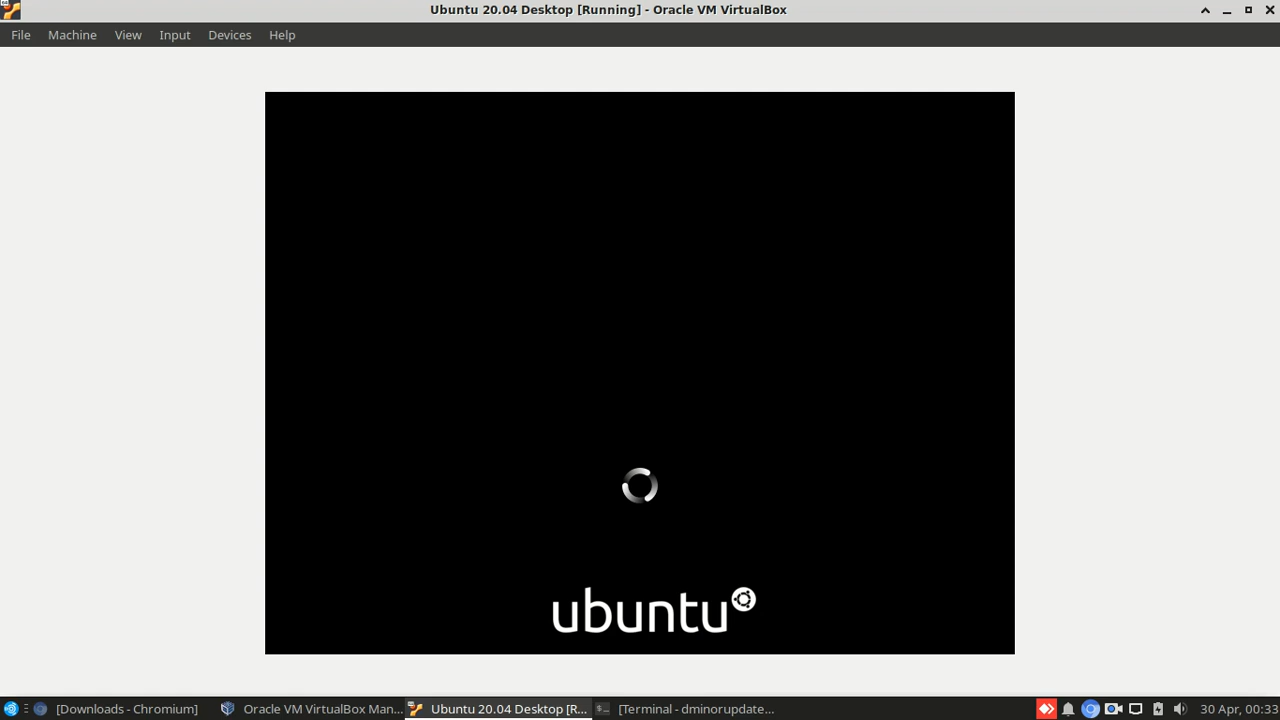 Ubuntu 20.04 Desktop [Running] - Oracle VM VirtualBox
File Machine View Input Devices Help
ubuntu
[Downloads - Chromium] Oracle VM VirtualBox Man... Ubuntu 20.04 Desktop [R... [Terminal - dminorupdate... 30 Apr, 00:33